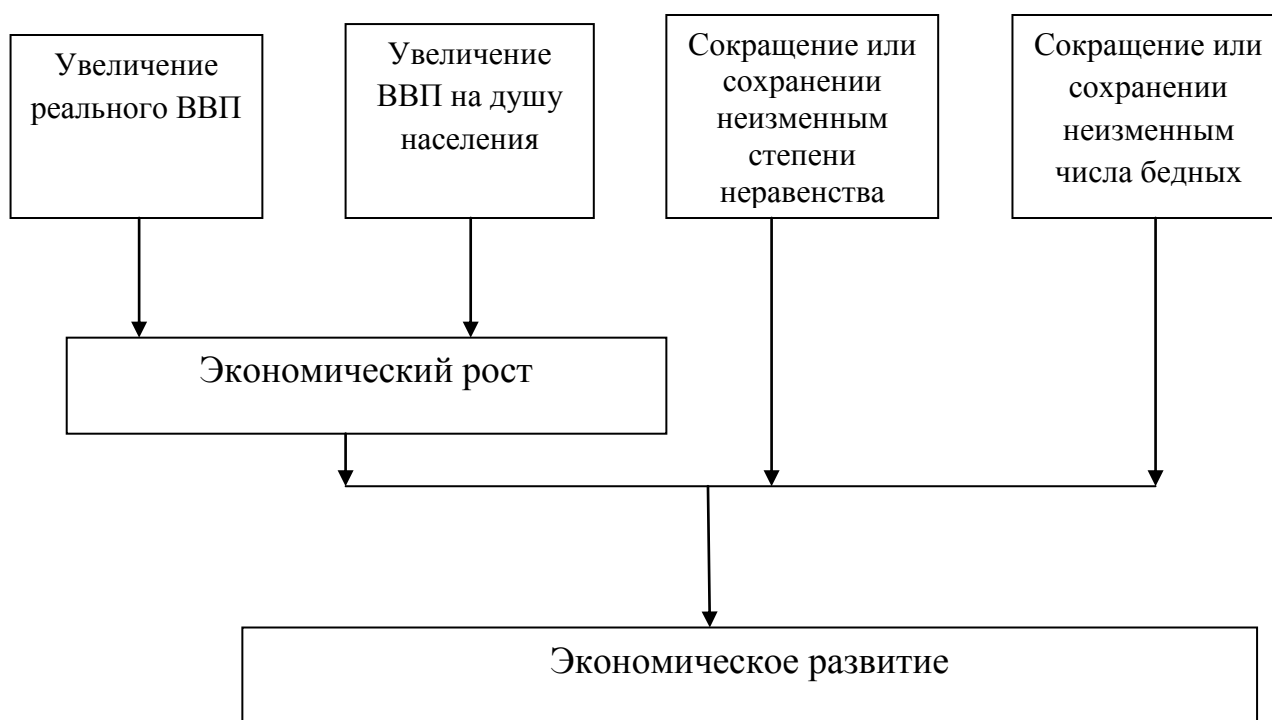 Увеличение
реального ВВП
Увеличение
ВВП на душу
населения
Сокращение или
сохранении
неизменным
степени
неравенства
Сокращение или
сохранении
неизменным
числа бедных
Экономический рост
Экономическое развитие